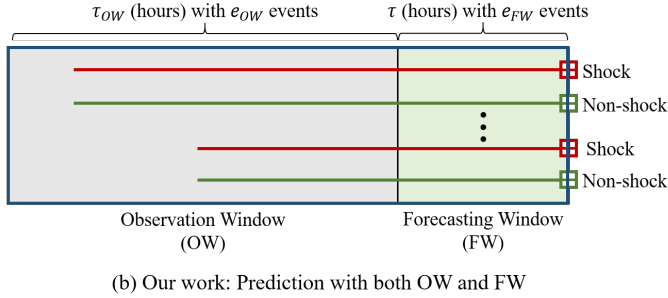 τ_OW (hours) with e_OW events
τ (hours) with e_FW events
Shock
Non-shock
Shock
Non-shock
Observation Window
(OW)
Forecasting Window
(FW)
(b) Our work: Prediction with both OW and FW